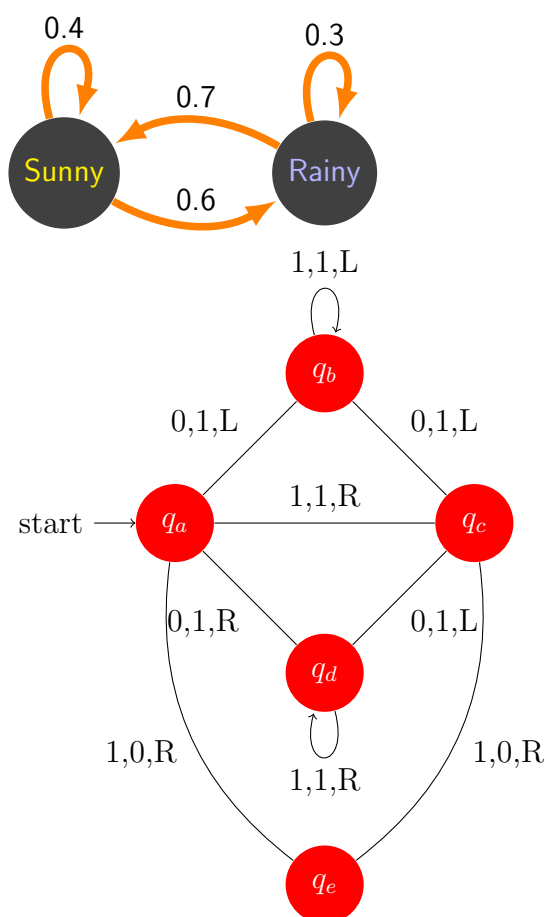 0.4
0.3
0.7
Sunny
Rainy
0.6
1,1,L
q_b
0,1,L
0,1,L
1,1,R
start
q_a
q_c
0,1,R
0,1,L
q_d
1,0,R
1,0,R
1,1,R
q_e